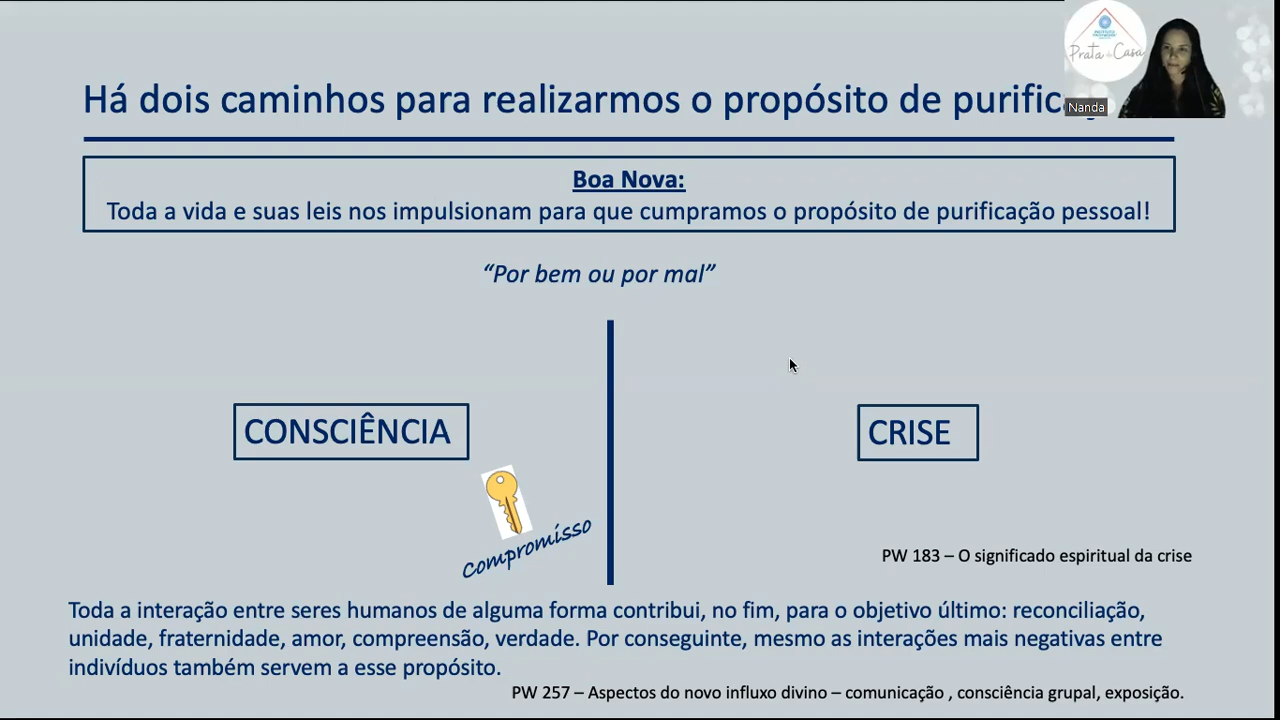 Prata da Casa
Nanda
Há dois caminhos para realizarmos o propósito de
Boa Nova:
Toda a vida e suas leis nos impulsionam para que cumpramos o propósito de purificação pessoal!
“Por bem ou por mal”
CONSCIÊNCIA
CRISE
compromisso
PW 183 – O significado espiritual da crise
Toda a interação entre seres humanos de alguma forma contribui, no fim, para o objetivo último: reconciliação,
unidade, fraternidade, amor, compreensão, verdade. Por conseguinte, mesmo as interações mais negativas entre
indivíduos também servem a esse propósito.
PW 257 – Aspectos do novo influxo divino – comunicação , consciência grupal, exposição.